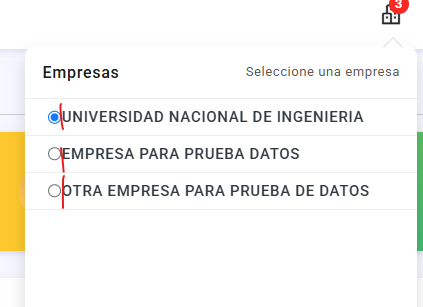 3
Empresas Seleccione una empresa
UNIVERSIDAD NACIONAL DE INGENIERIA
EMPRESA PARA PRUEBA DATOS
OTRA EMPRESA PARA PRUEBA DE DATOS